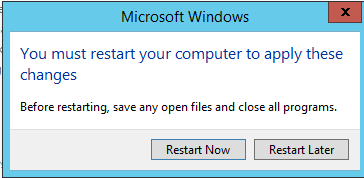 Microsoft Windows
x
You must restart your computer to apply these
changes
Before restarting, save any open files and close all programs.
Restart Now
Restart Later